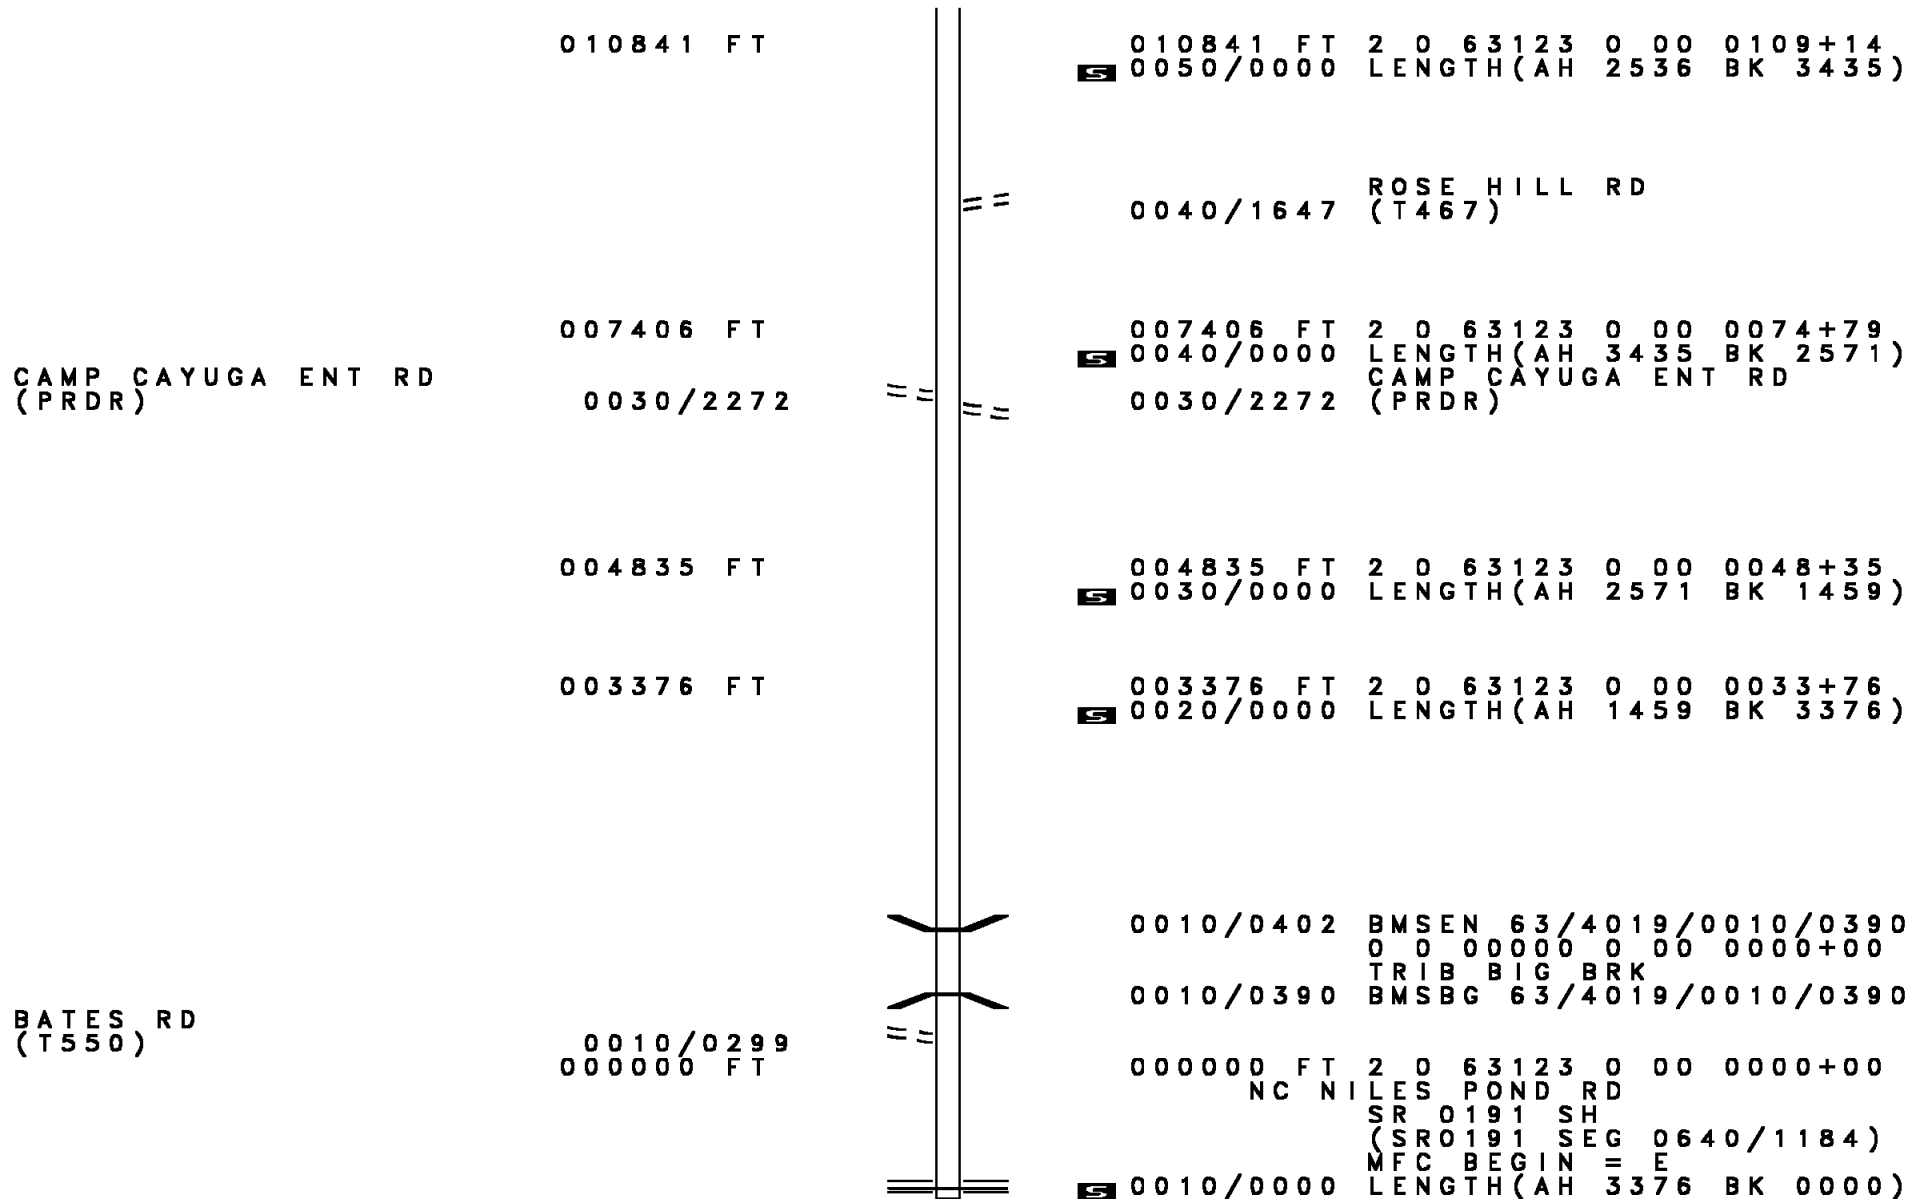 010841 FT 010841 FT 2 0 63123 0 00 0109+14
S 0050/0000 LENGTH(AH 2536 BK 3435)
ROSE HILL RD
0040/1647 (T467)
007406 FT 007406 FT 2 0 63123 0 00 0074+79
S 0040/0000 LENGTH(AH 3435 BK 2571)
CAMP CAYUGA ENT RD CAMP CAYUGA ENT RD
(PRDR) 0030/2272 0030/2272 (PRDR)
004835 FT 004835 FT 2 0 63123 0 00 0048+35
S 0030/0000 LENGTH(AH 2571 BK 1459)
003376 FT 003376 FT 2 0 63123 0 00 0033+76
S 0020/0000 LENGTH(AH 1459 BK 3376)
0010/0402 BMSEN 63/4019/0010/0390
0 0 00000 0 00 0000+00
TRIB BIG BRK
0010/0390 BMSBG 63/4019/0010/0390
BATES RD
(T550) 0010/0299
000000 FT 000000 FT 2 0 63123 0 00 0000+00
NC NILES POND RD
SR 0191 SH
(SR0191 SEG 0640/1184)
MFC BEGIN = E
S 0010/0000 LENGTH(AH 3376 BK 0000)